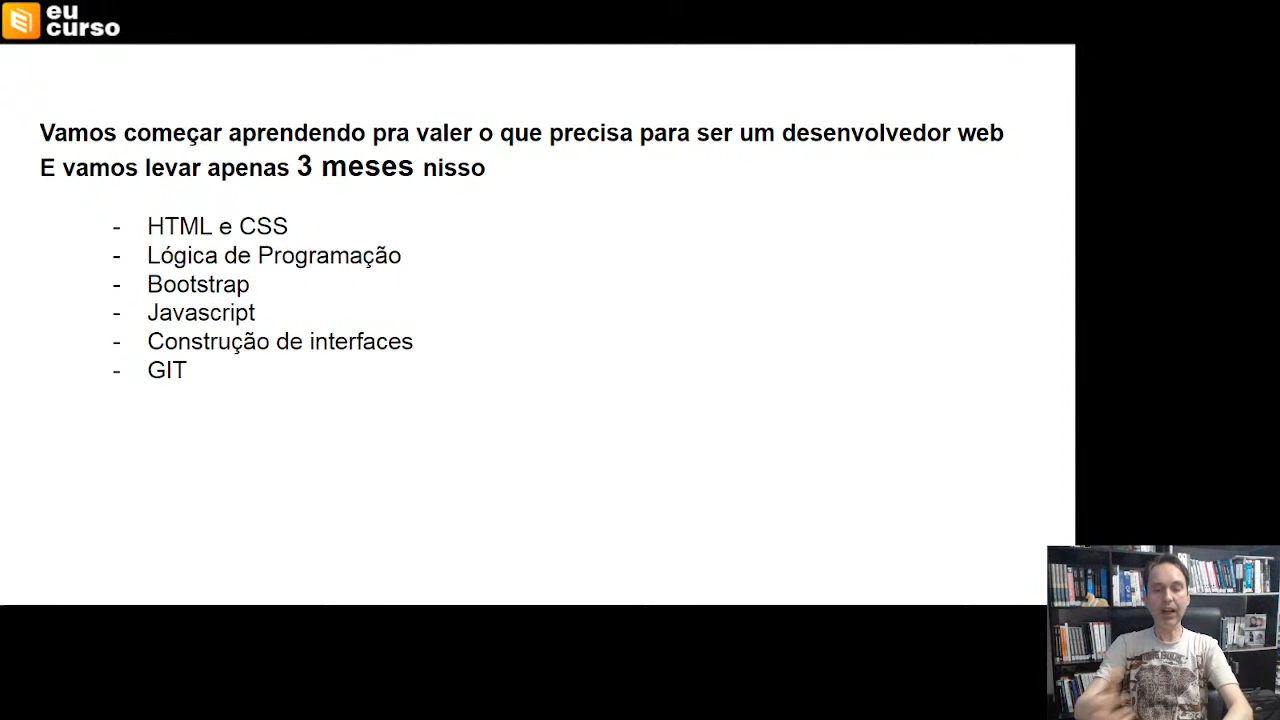 eu
curso
Vamos começar aprendendo pra valer o que precisa para ser um desenvolvedor web
E vamos levar apenas 3 meses nisso
- HTML e CSS
- Lógica de Programação
- Bootstrap
- Javascript
- Construção de interfaces
- GIT